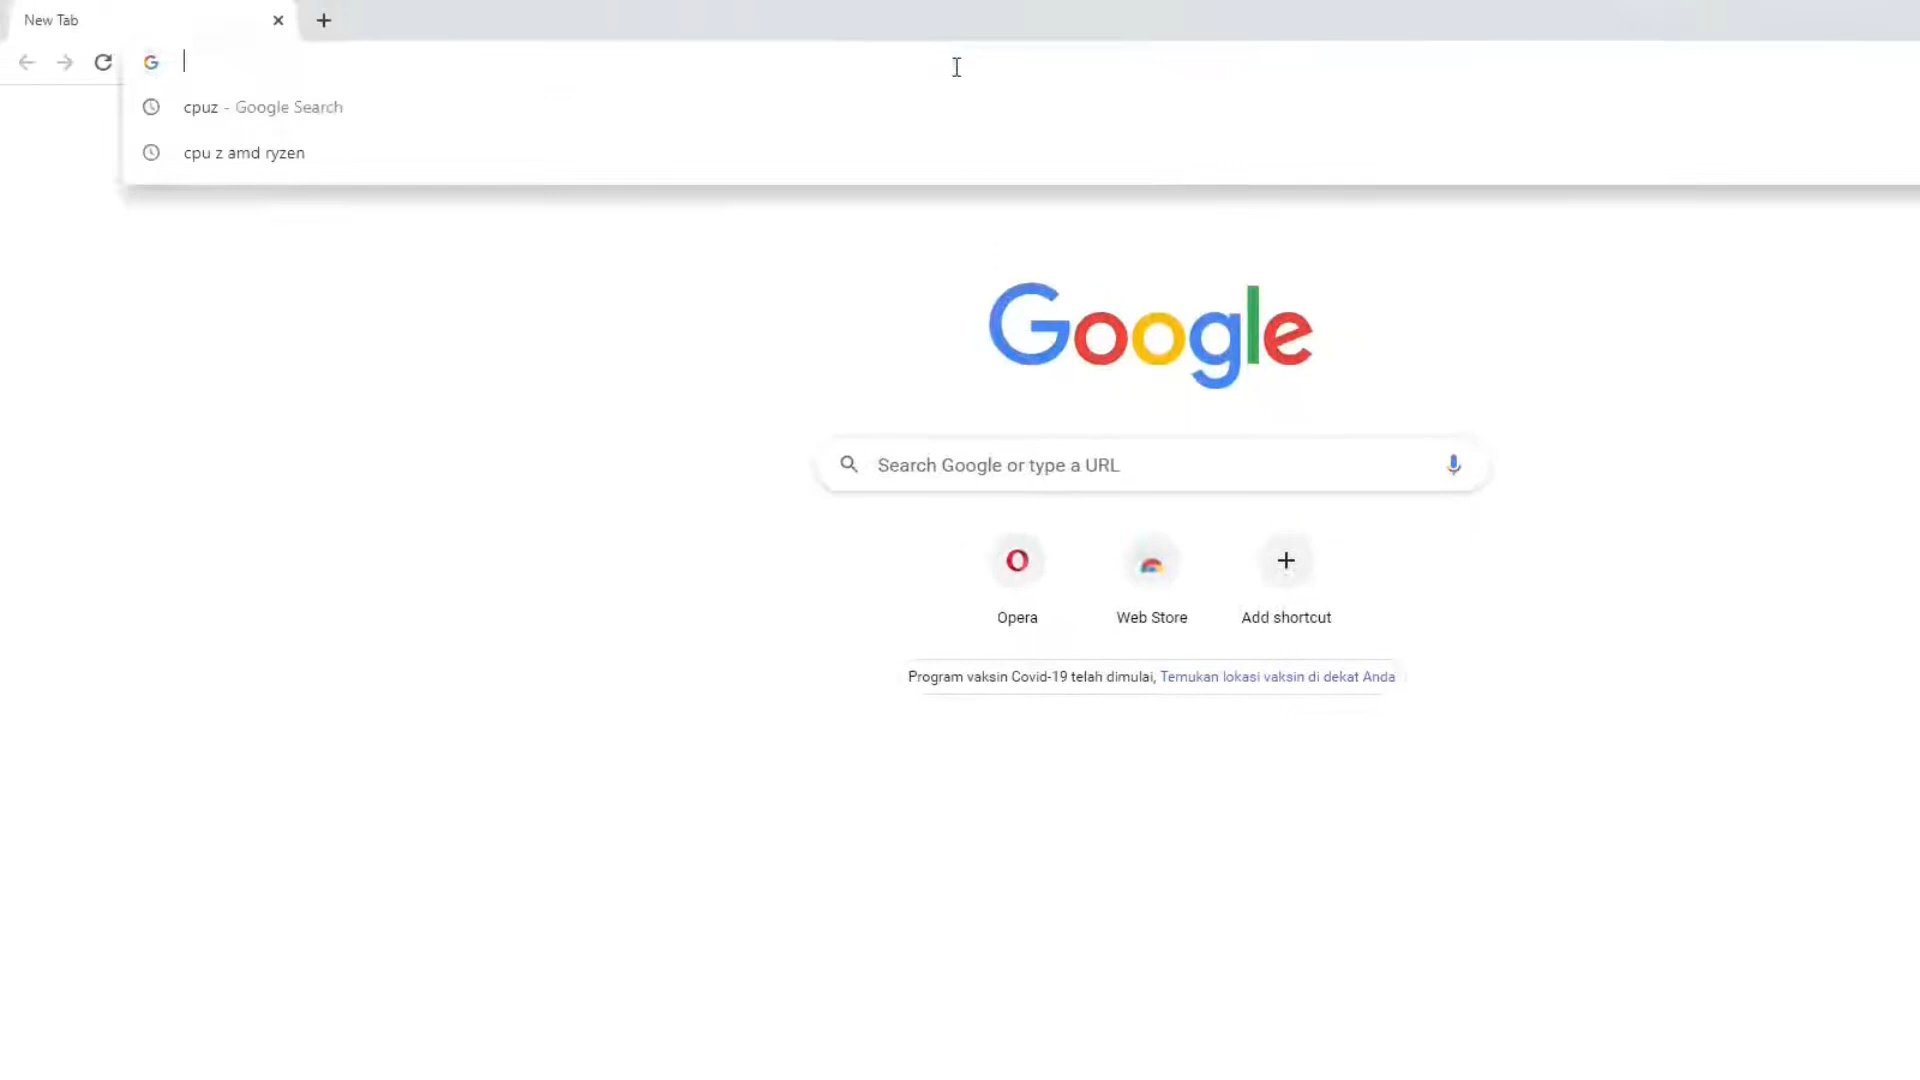 New Tab
cpuz - Google Search
cpu z amd ryzen
Google
Search Google or type a URL
Opera
Web Store
Add shortcut
Program vaksin Covid-19 telah dimulai, Temukan lokasi vaksin di dekat Anda